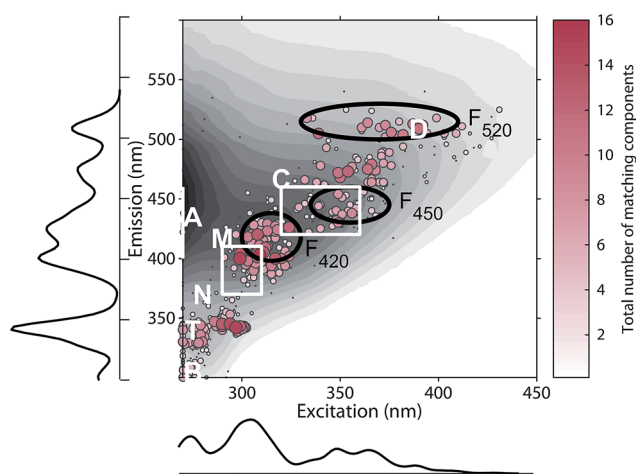 16
14
12
10
8
6
4
2
Total number of matching components
550
500
450
400
350
Emission (nm)
D
F 520
C
A
F 450
M
F 420
N
T
B
300
350
400
450
Excitation (nm)